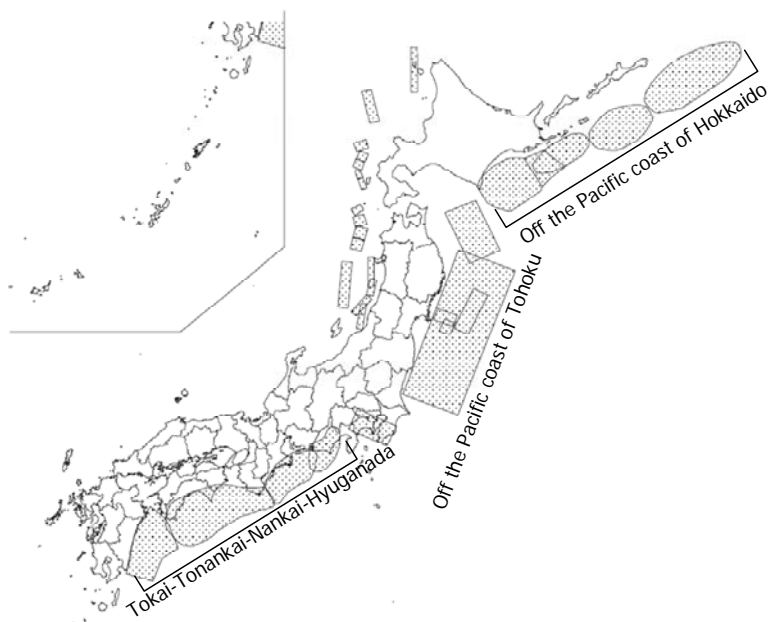 Off the Pacific coast of Hokkaido
Off the Pacific coast of Tohoku
Tokai-Tonankai-Nankai-Hyuganada